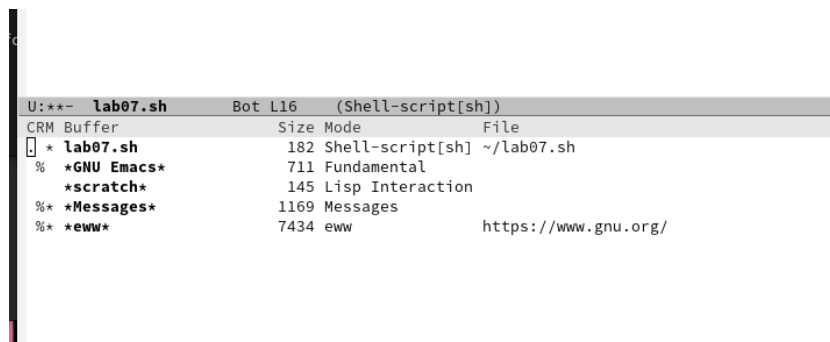 U:**-  lab07.sh       Bot L16    (Shell-script[sh])
CRM Buffer                 Size Mode             File
. * lab07.sh                182 Shell-script[sh] ~/lab07.sh
 %  *GNU Emacs*             711 Fundamental
    *scratch*               145 Lisp Interaction
 %* *Messages*             1169 Messages
 %* *eww*                  7434 eww              https://www.gnu.org/